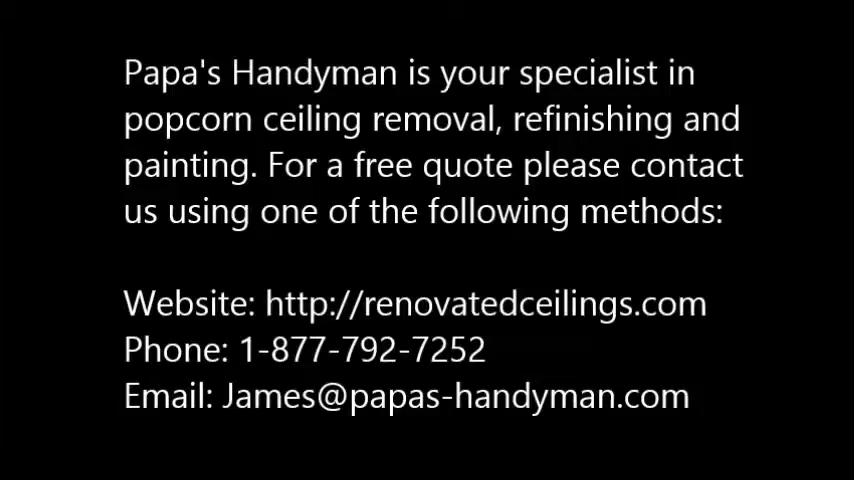 Papa's Handyman is your specialist in
popcorn ceiling removal, refinishing and
painting. For a free quote please contact
us using one of the following methods:
Website: http://renovatedceilings.com
Phone: 1-877-792-7252
Email: James@papas-handyman.com